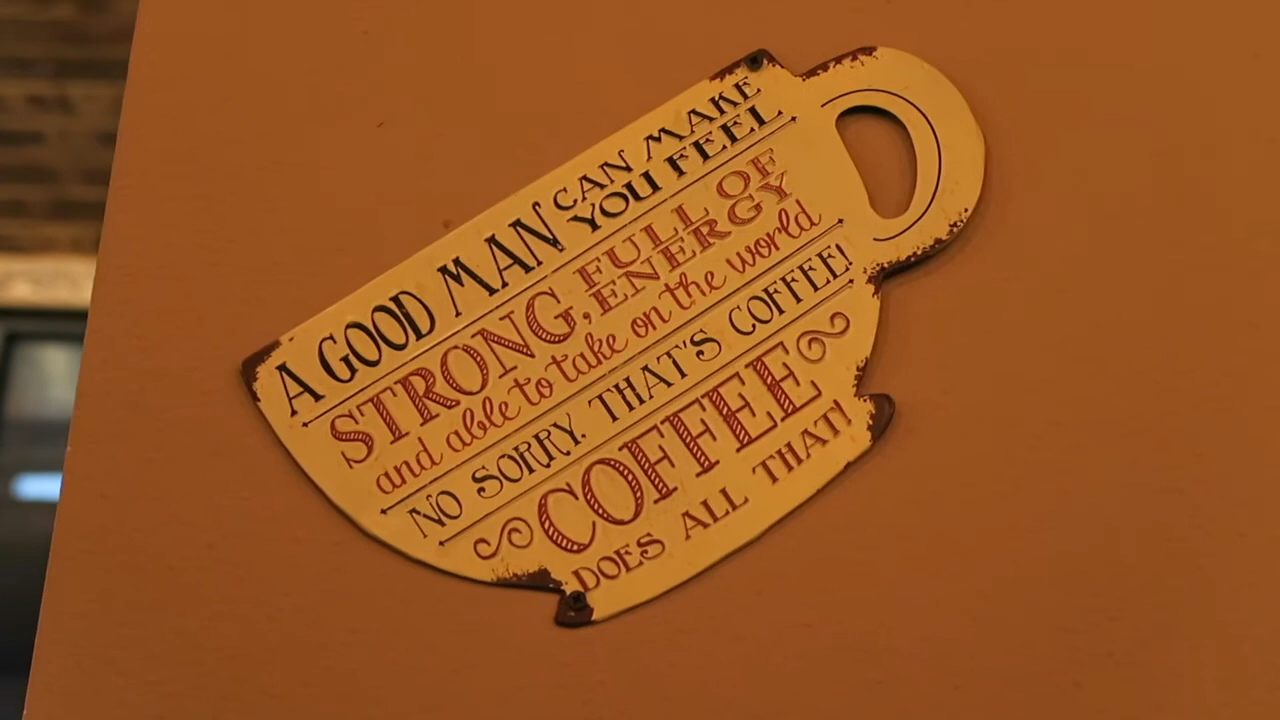 A GOOD MAN CAN MAKE
YOU FEEL
STRONG, FULL OF
ENERGY
and able to take on the world
NO SORRY, THAT'S COFFEE!
COFFEE
DOES ALL THAT!